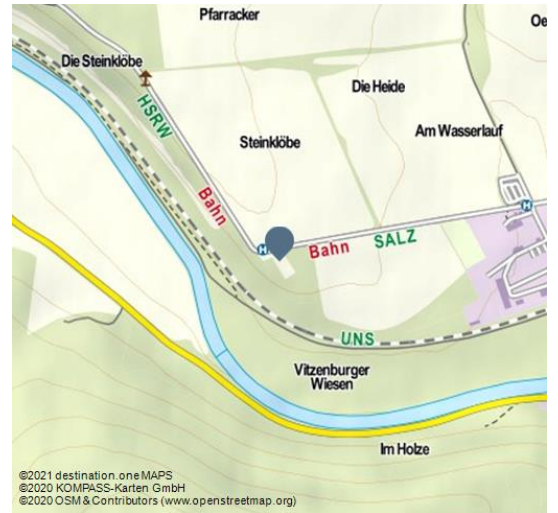 Pfarracker
Oe
Die Steinklöbe
Die Heide
HSRW
Steinklöbe
Am Wasserlauf
Bahn
H
H
Bahn
SALZ
UNS
Vitzenburger
Wiesen
Im Holze
©2021 destination.one MAPS
©2020 KOMPASS-Karten GmbH
©2020 OSM & Contributors (www.openstreetmap.org)